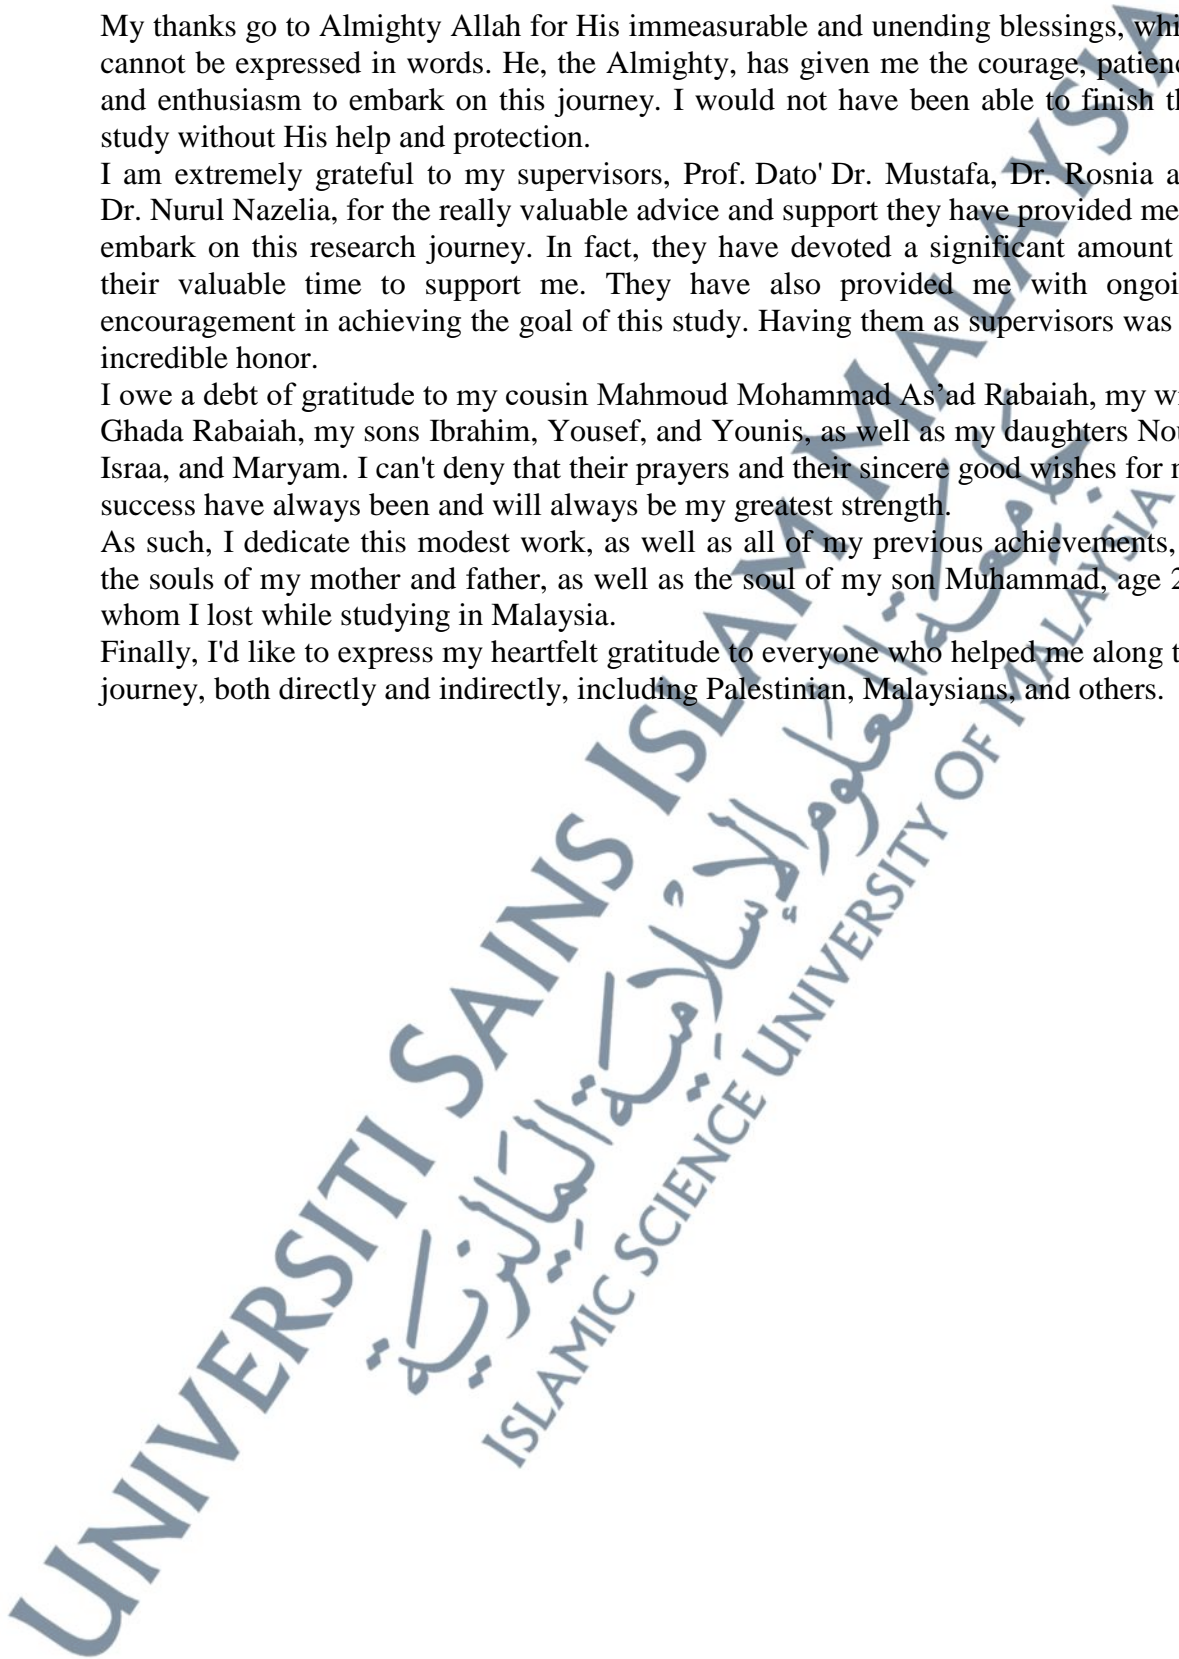 My thanks go to Almighty Allah for His immeasurable and unending blessings, whi
cannot be expressed in words. He, the Almighty, has given me the courage, patienc
and enthusiasm to embark on this journey. I would not have been able to finish th
study without His help and protection.
I am extremely grateful to my supervisors, Prof. Dato' Dr. Mustafa, Dr. Rosnia a
Dr. Nurul Nazelia, for the really valuable advice and support they have provided me
embark on this research journey. In fact, they have devoted a significant amount
their valuable time to support me. They have also provided me with ongoi
encouragement in achieving the goal of this study. Having them as supervisors was
incredible honor.
I owe a debt of gratitude to my cousin Mahmoud Mohammad As’ad Rabaiah, my wi
Ghada Rabaiah, my sons Ibrahim, Yousef, and Younis, as well as my daughters Nou
Israa, and Maryam. I can't deny that their prayers and their sincere good wishes for m
success have always been and will always be my greatest strength.
As such, I dedicate this modest work, as well as all of my previous achievements,
the souls of my mother and father, as well as the soul of my son Muhammad, age 2
whom I lost while studying in Malaysia.
Finally, I'd like to express my heartfelt gratitude to everyone who helped me along t
journey, both directly and indirectly, including Palestinian, Malaysians, and others.
UNIVERSITI SAINS ISLAM MALAYSIA
جامعة العلوم الإسلامية الماليزية
ISLAMIC SCIENCE UNIVERSITY OF MALAYSIA